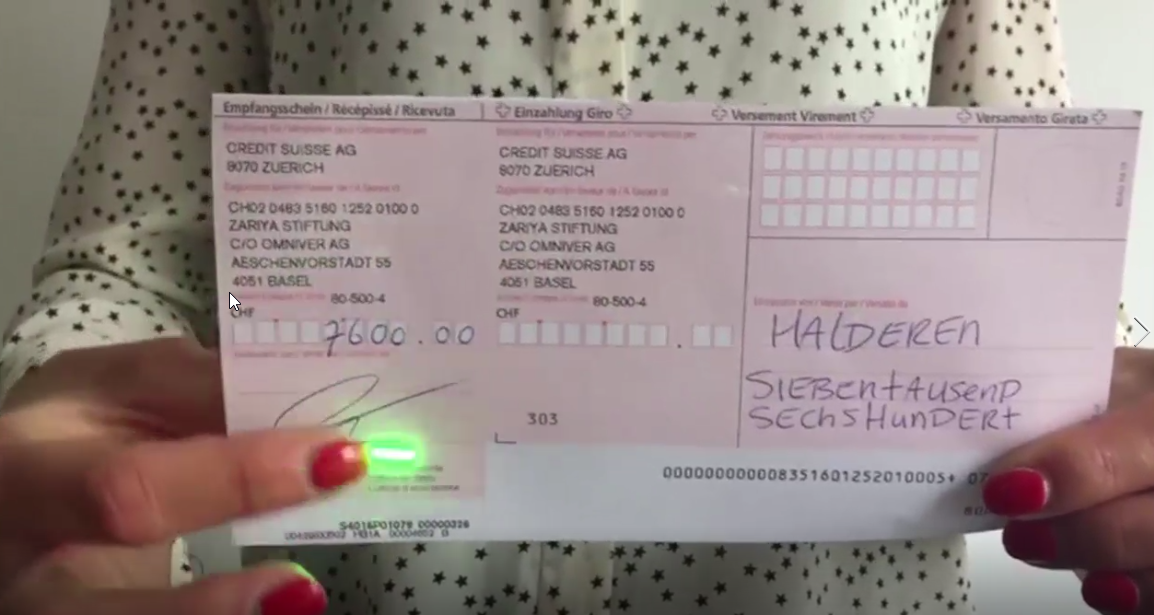 Empfangsschein / Récépissé / Ricevuta
Einzahlung Giro
Versement Virement
Versamento Girata
CREDIT SUISSE AG
8070 ZUERICH
CH02 0483 5160 1252 0100 0
ZARIYA STIFTUNG
C/O OMNIVER AG
AESCHENVORSTADT 55
4051 BASEL
80-500-4
CHF
7600.00
CREDIT SUISSE AG
8070 ZUERICH
CH02 0483 5160 1252 0100 0
ZARIYA STIFTUNG
C/O OMNIVER AG
AESCHENVORSTADT 55
4051 BASEL
80-500-4
CHF
303
HALDEREN
SIEBENTAUSEND
SECHSHUNDERT
000000000008351601252010005+ 07
S4016P01079 00000326